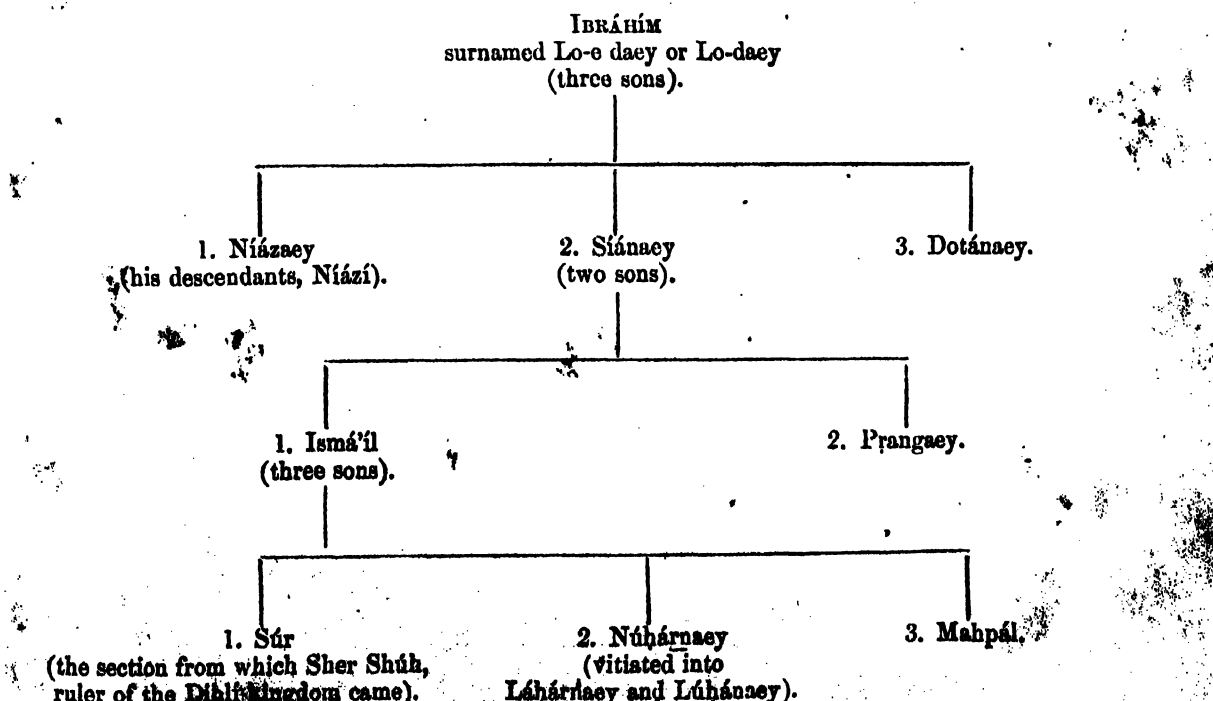 IBRÁHÍM
surnamed Lo-e daey or Lo-daey
(three sons).
1. Níázaey
(his descendants, Níází).
2. Síánaey
(two sons).
3. Dotánaey.
1. Ismá'íl
(three sons).
2. Prangaey.
1. Súr
(the section from which Sher Sháh,
ruler of the kingdom came).
2. Núhárnaey
(vitiated into
Láhárnaey and Lúhánaey).
3. Mahpál.